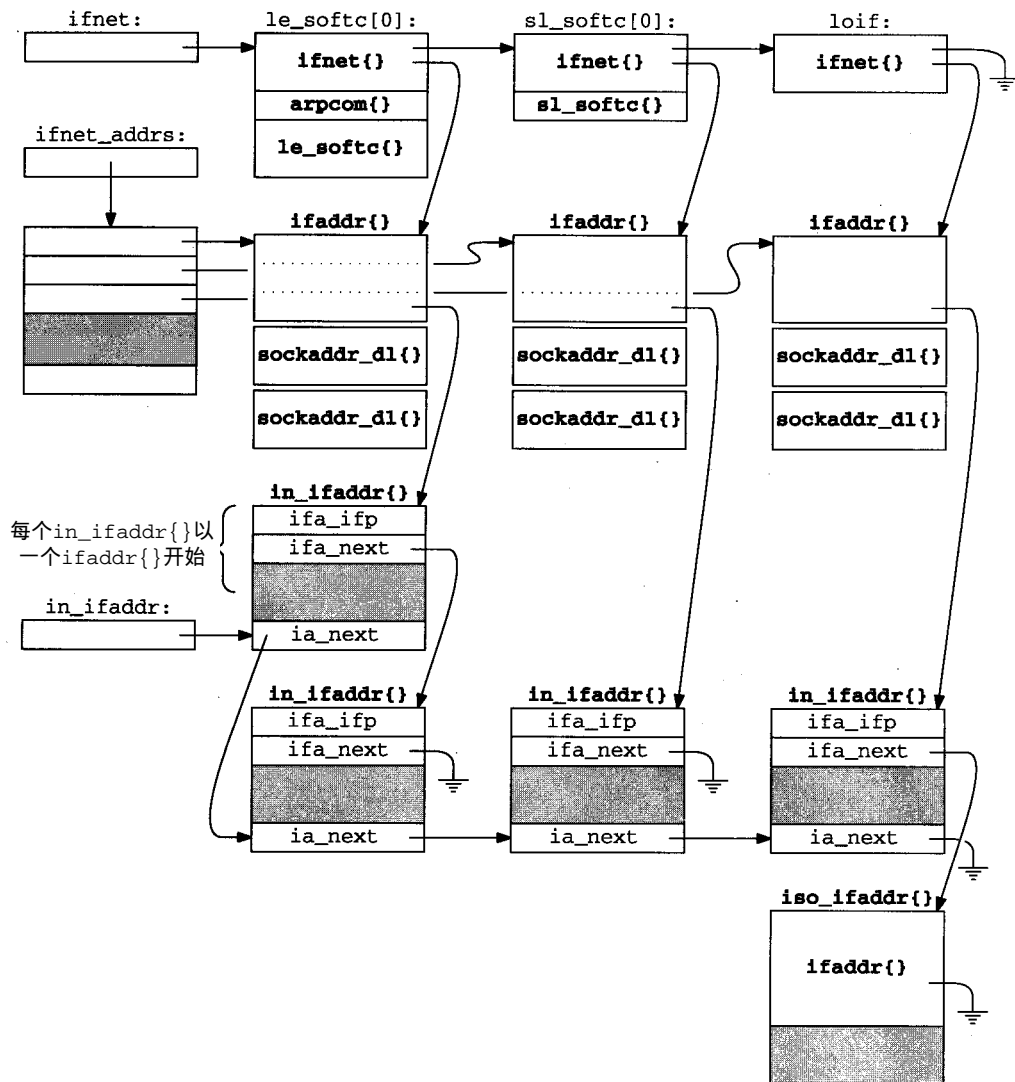 ifnet:
le_softc[0]:
sl_softc[0]:
loif:
ifnet{}
ifnet{}
ifnet{}
arpcom{}
sl_softc{}
le_softc{}
ifnet_addrs:
ifaddr{}
ifaddr{}
ifaddr{}
sockaddr_dl{}
sockaddr_dl{}
sockaddr_dl{}
sockaddr_dl{}
sockaddr_dl{}
sockaddr_dl{}
in_ifaddr{}
每个in_ifaddr{}以
一个ifaddr{}开始
ifa_ifp
ifa_next
in_ifaddr:
ia_next
in_ifaddr{}
in_ifaddr{}
in_ifaddr{}
ifa_ifp
ifa_ifp
ifa_ifp
ifa_next
ifa_next
ifa_next
ia_next
ia_next
ia_next
iso_ifaddr{}
ifaddr{}